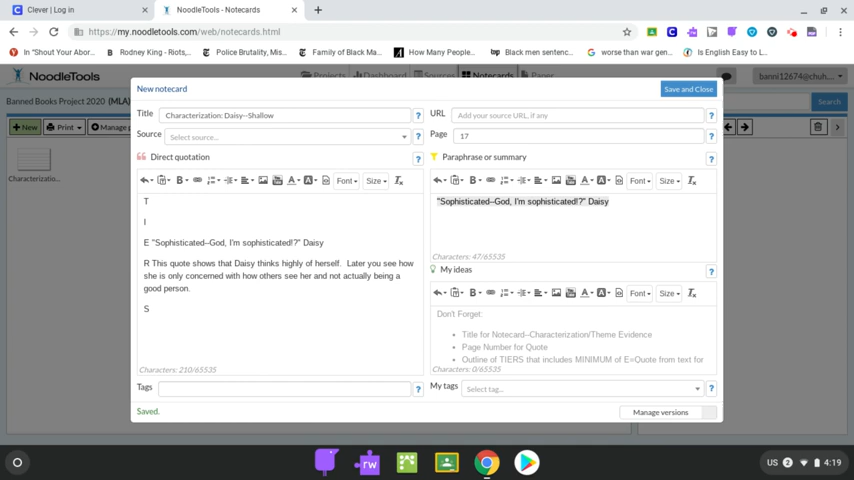 Clever | Log in
NoodleTools - Notecards
https://my.noodletools.com/web/notecards.html
In "Shout Your Abor...
Rodney King - Riots,...
Police Brutality, Mis...
Family of Black Ma...
How Many People...
Black men sentenc...
worse than war gen...
Is English Easy to L...
NoodleTools
Projects
Dashboard
Sources
Notecards
Paper
banni12674@chuh,...
Banned Books Project 2020 (MLA)
Search
+ New
Print
Manage
Characterizatio...
New notecard
Save and Close
Title
Characterization: Daisy--Shallow
URL
Add your source URL, if any
Source
Select source...
Page
17
Direct quotation
Paraphrase or summary
Font
Size
Font
Size
T
I
E "Sophisticated--God, I'm sophisticated!?" Daisy
R This quote shows that Daisy thinks highly of herself. Later you see how
she is only concerned with how others see her and not actually being a
good person.
S
Characters: 210/65535
"Sophisticated--God, I'm sophisticated!?" Daisy
Characters: 47/65535
My ideas
Font
Size
Don't Forget:
Title for Notecard--Characterization/Theme Evidence
Page Number for Quote
Outline of TIERS that includes MINIMUM of E=Quote from text for
Characters: 0/65535
Tags
My tags
Select tag...
Saved.
Manage versions
rw
US
2
4:19